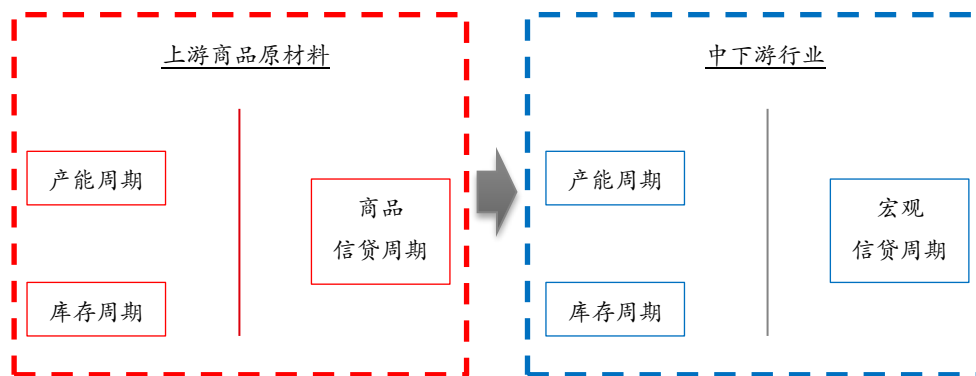 上游商品原材料
产能周期
库存周期
商品
信贷周期
中下游行业
产能周期
库存周期
宏观
信贷周期